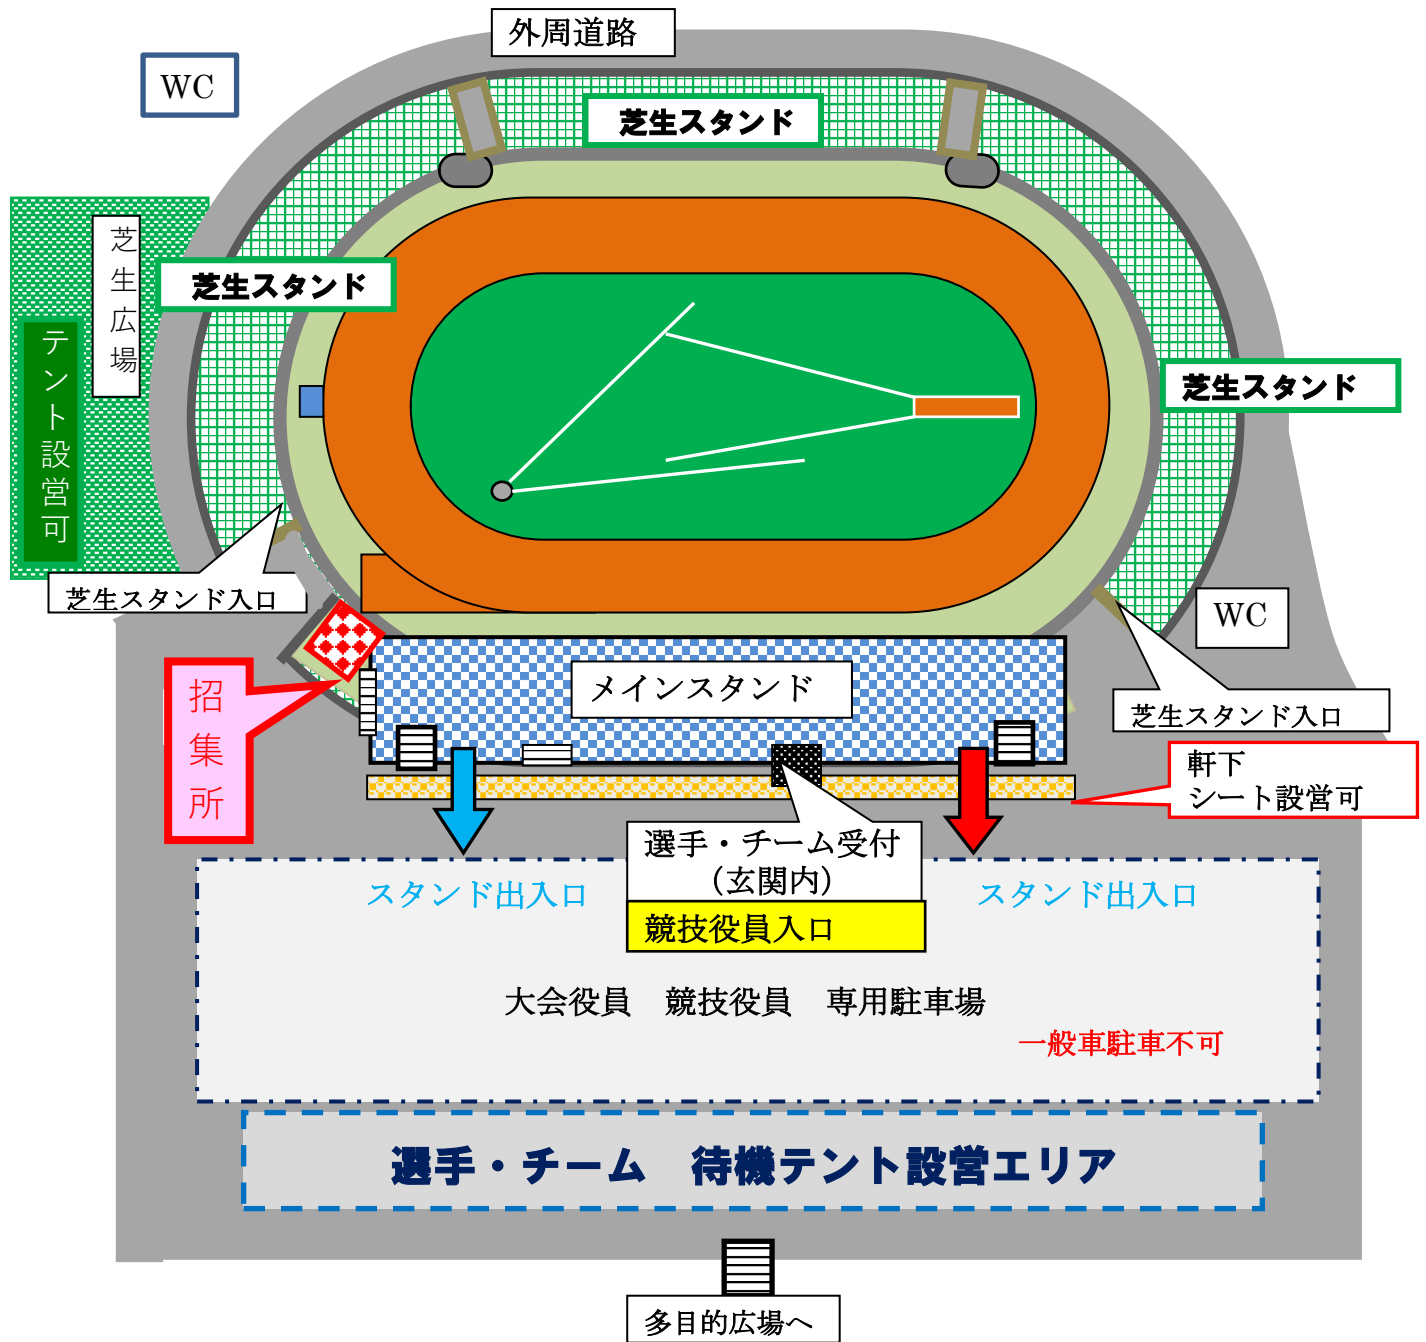 外周道路
WC
芝生スタンド
芝生広場
芝生スタンド
テント設営可
芝生スタンド
芝生スタンド入口
WC
招集所
メインスタンド
芝生スタンド入口
軒下
シート設営可
選手・チーム受付
（玄関内）
スタンド出入口
スタンド出入口
競技役員入口
大会役員　競技役員　専用駐車場
一般車駐車不可
選手・チーム　待機テント設営エリア
多目的広場へ